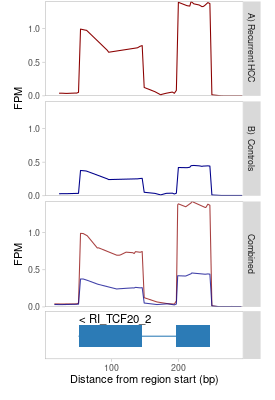 1.0
0.5
0.0
A) Recurrent HCC
FPM
1.0
0.5
0.0
B) Controls
1.0
0.5
0.0
Combined
FPM
< RI_TCF20_2
100
200
Distance from region start (bp)